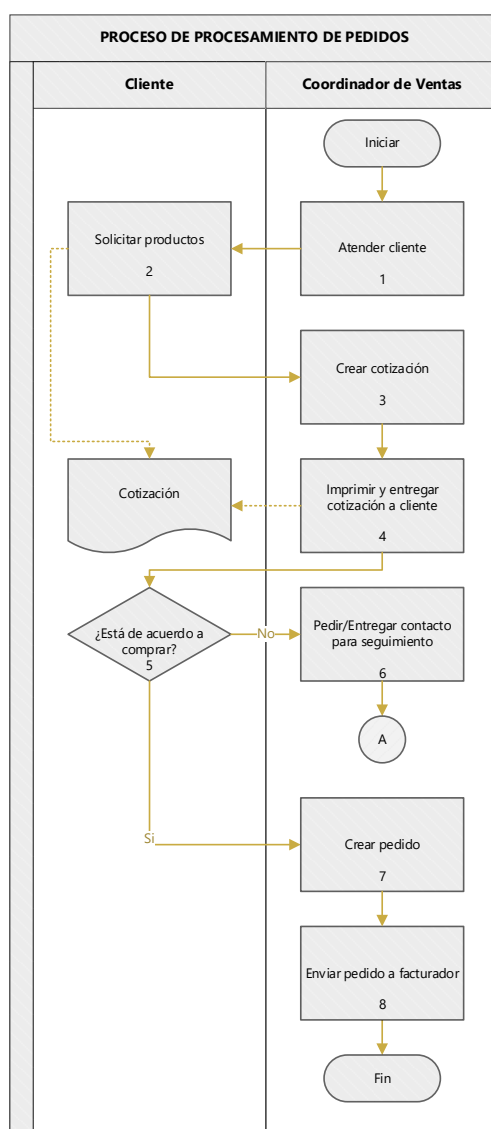 PROCESO DE PROCESAMIENTO DE PEDIDOS
Cliente
Coordinador de Ventas
Iniciar
Solicitar productos
2
Atender cliente
1
Crear cotización
3
Cotización
Imprimir y entregar
cotización a cliente
4
¿Está de acuerdo a
comprar?
5
No
Pedir/Entregar contacto
para seguimiento
6
A
Si
Crear pedido
7
Enviar pedido a facturador
8
Fin